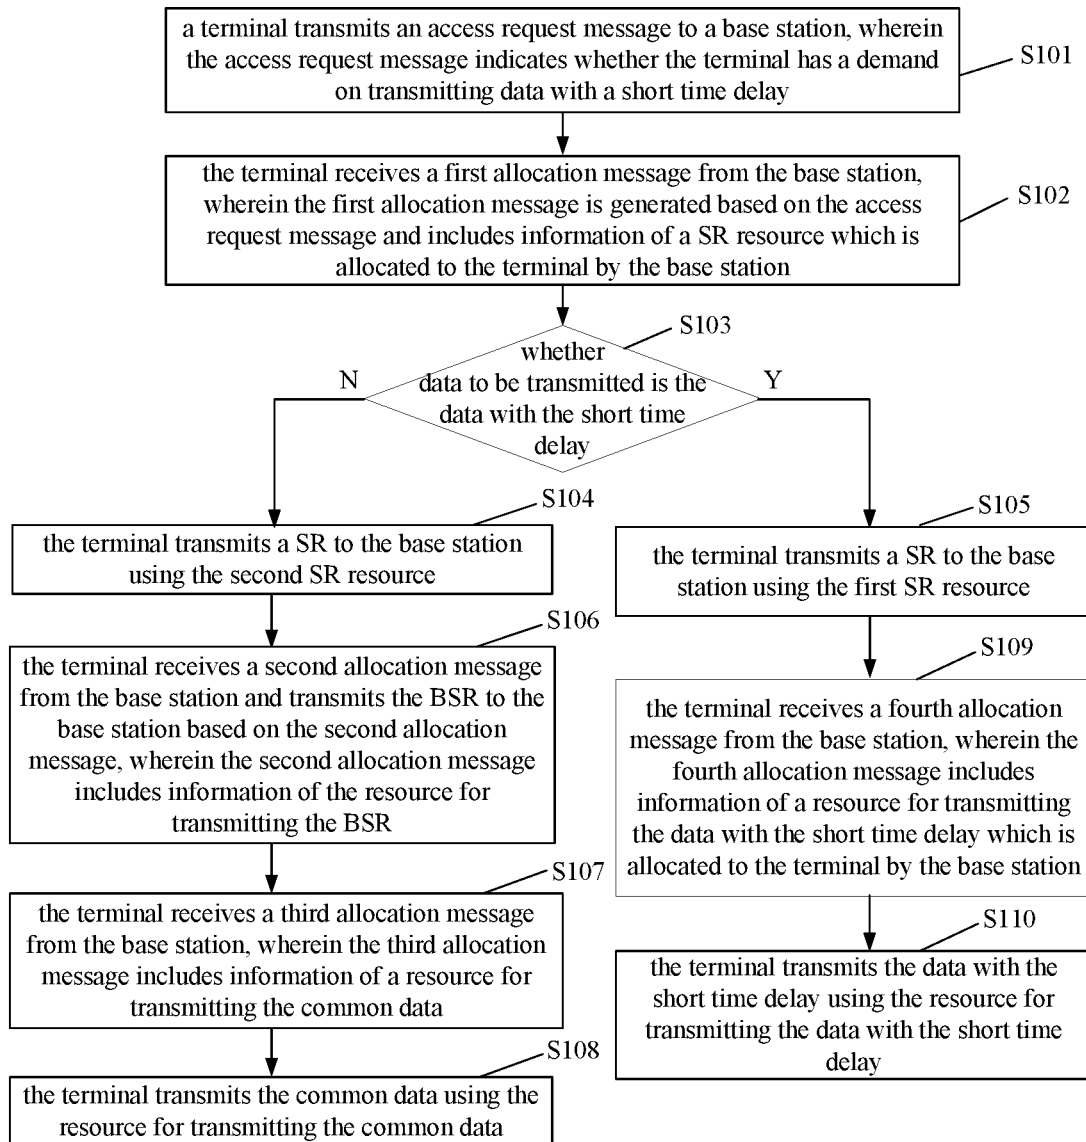 a terminal transmits an access request message to a base station, wherein
the access request message indicates whether the terminal has a demand
on transmitting data with a short time delay
S101
the terminal receives a first allocation message from the base station,
wherein the first allocation message is generated based on the access
request message and includes information of a SR resource which is
allocated to the terminal by the base station
S102
S103
whether
data to be transmitted is the
data with the short time
delay
N
Y
S104
the terminal transmits a SR to the base station
using the second SR resource
S105
the terminal transmits a SR to the base
station using the first SR resource
S106
the terminal receives a second allocation message
from the base station and transmits the BSR to the
base station based on the second allocation
message, wherein the second allocation message
includes information of the resource for
transmitting the BSR
S109
the terminal receives a fourth allocation
message from the base station, wherein the
fourth allocation message includes
information of a resource for transmitting
the data with the short time delay which is
allocated to the terminal by the base station
S107
the terminal receives a third allocation message
from the base station, wherein the third allocation
message includes information of a resource for
transmitting the common data
S110
the terminal transmits the data with the
short time delay using the resource for
transmitting the data with the short time
delay
S108
the terminal transmits the common data using the
resource for transmitting the common data